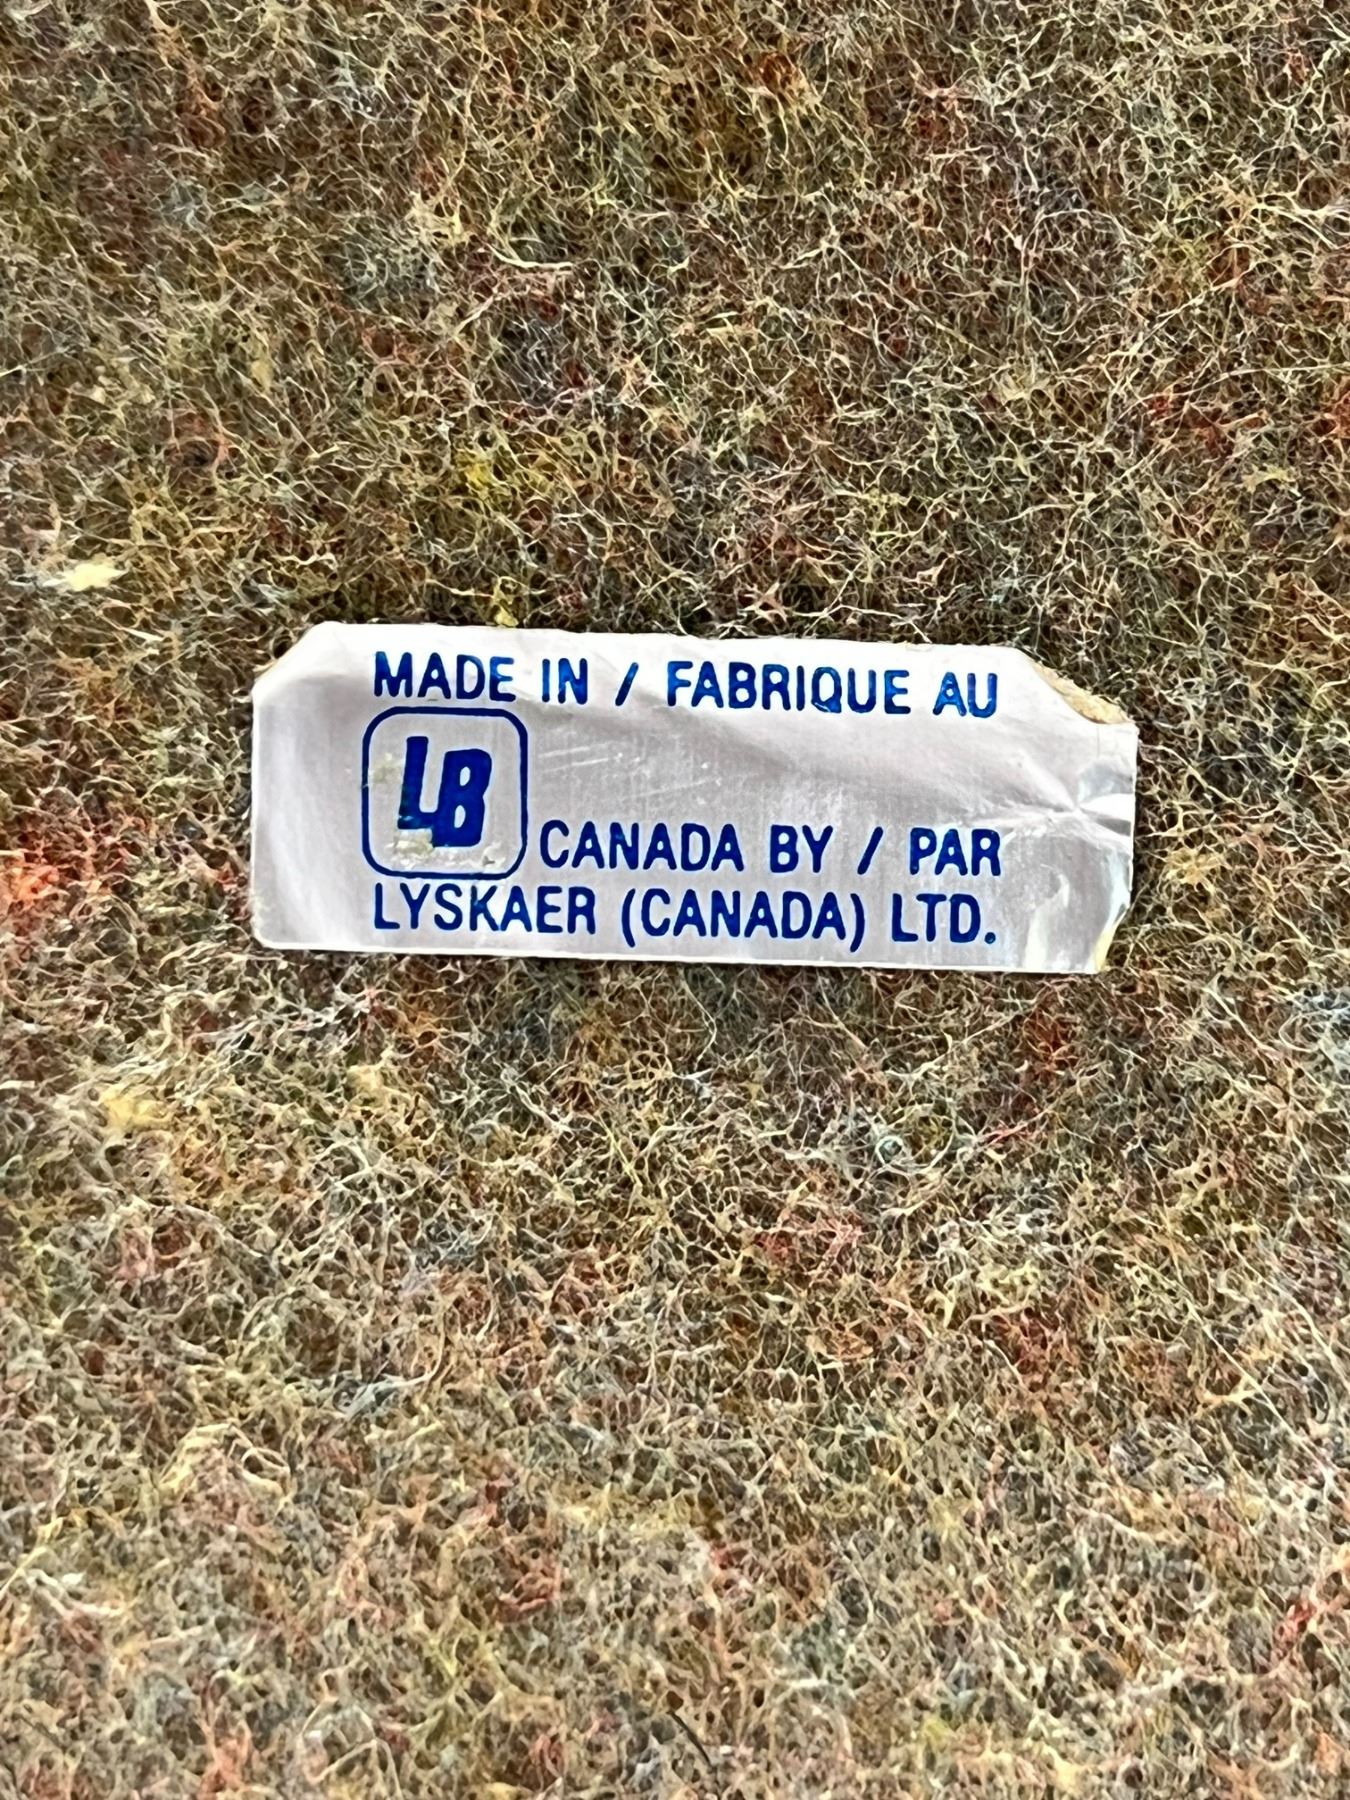 MADE IN / FABRIQUE AU
LB
CANADA BY / PAR
LYSKAER (CANADA) LTD.